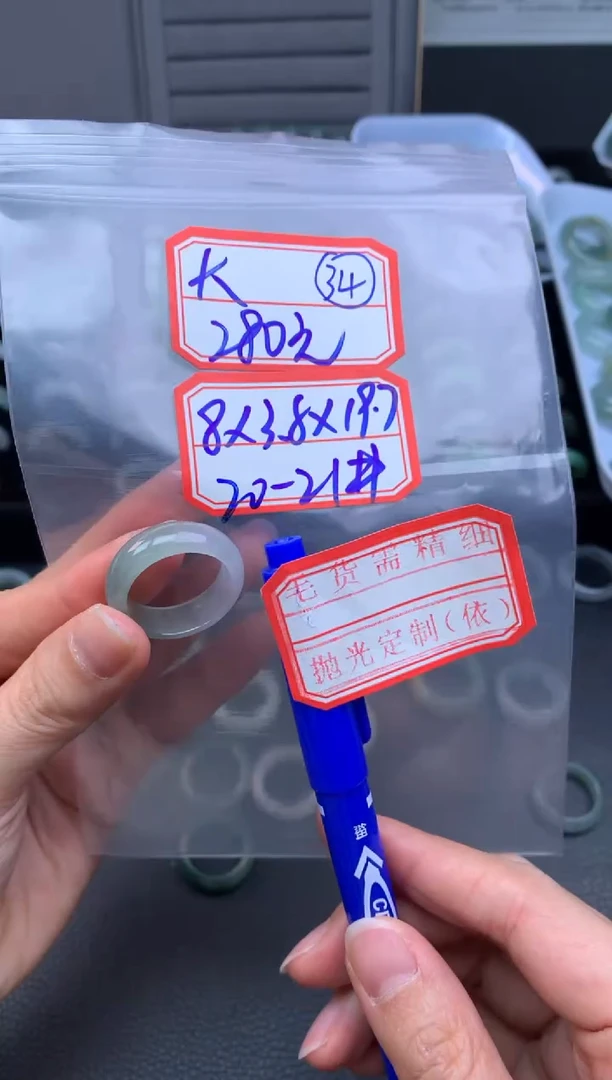 K ㉞
280元
8×3.8×19.7
20-21#
毛货需精细
抛光定制(依)